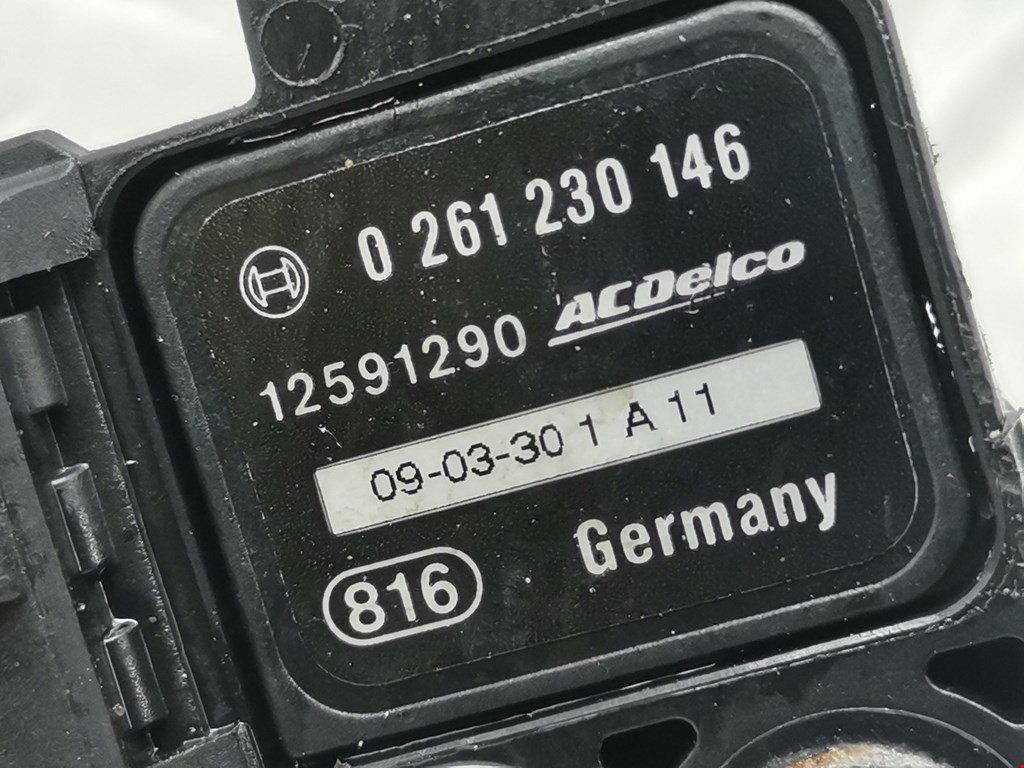 0 261 230 146
12591290 ACDelco
09-03-30 1 A 11
816 Germany